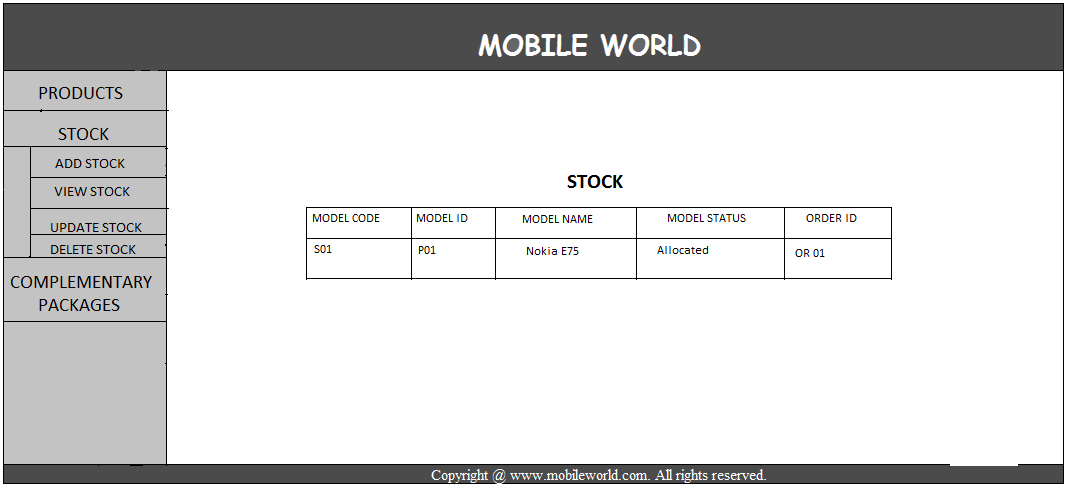 MOBILE WORLD
PRODUCTS
STOCK
ADD STOCK
VIEW STOCK
UPDATE STOCK
DELETE STOCK
COMPLEMENTARY
PACKAGES
STOCK
MODEL CODE MODEL ID MODEL NAME MODEL STATUS ORDER ID
S01 P01 Nokia E75 Allocated OR 01
Copyright @ www.mobileworld.com. All rights reserved.